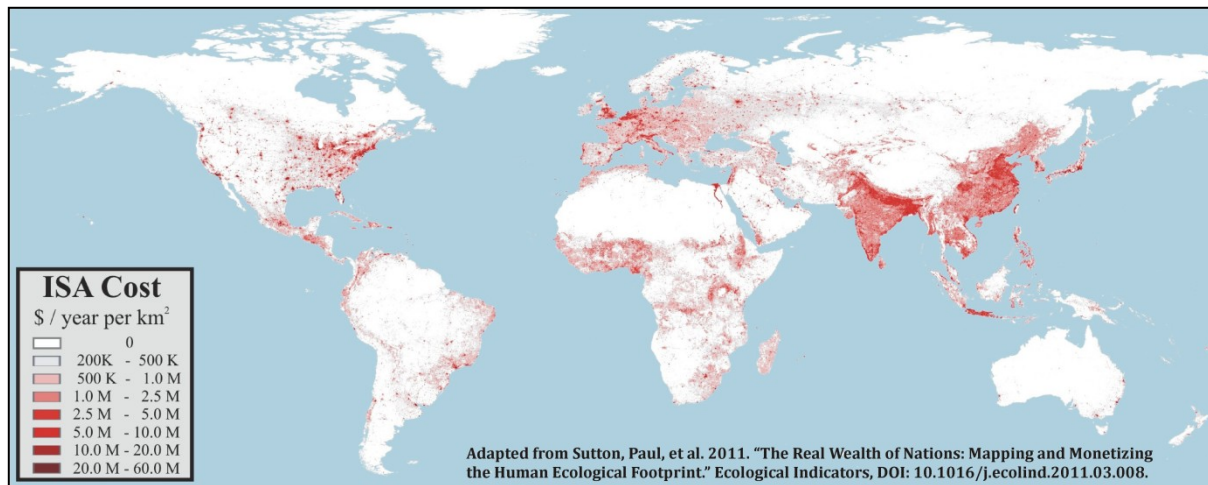 ISA Cost
$ / year per km²
0
200K - 500 K
500 K - 1.0 M
1.0 M - 2.5 M
2.5 M - 5.0 M
5.0 M - 10.0 M
10.0 M - 20.0 M
20.0 M - 60.0 M
Adapted from Sutton, Paul, et al. 2011. “The Real Wealth of Nations: Mapping and Monetizing
the Human Ecological Footprint.” Ecological Indicators, DOI: 10.1016/j.ecolind.2011.03.008.